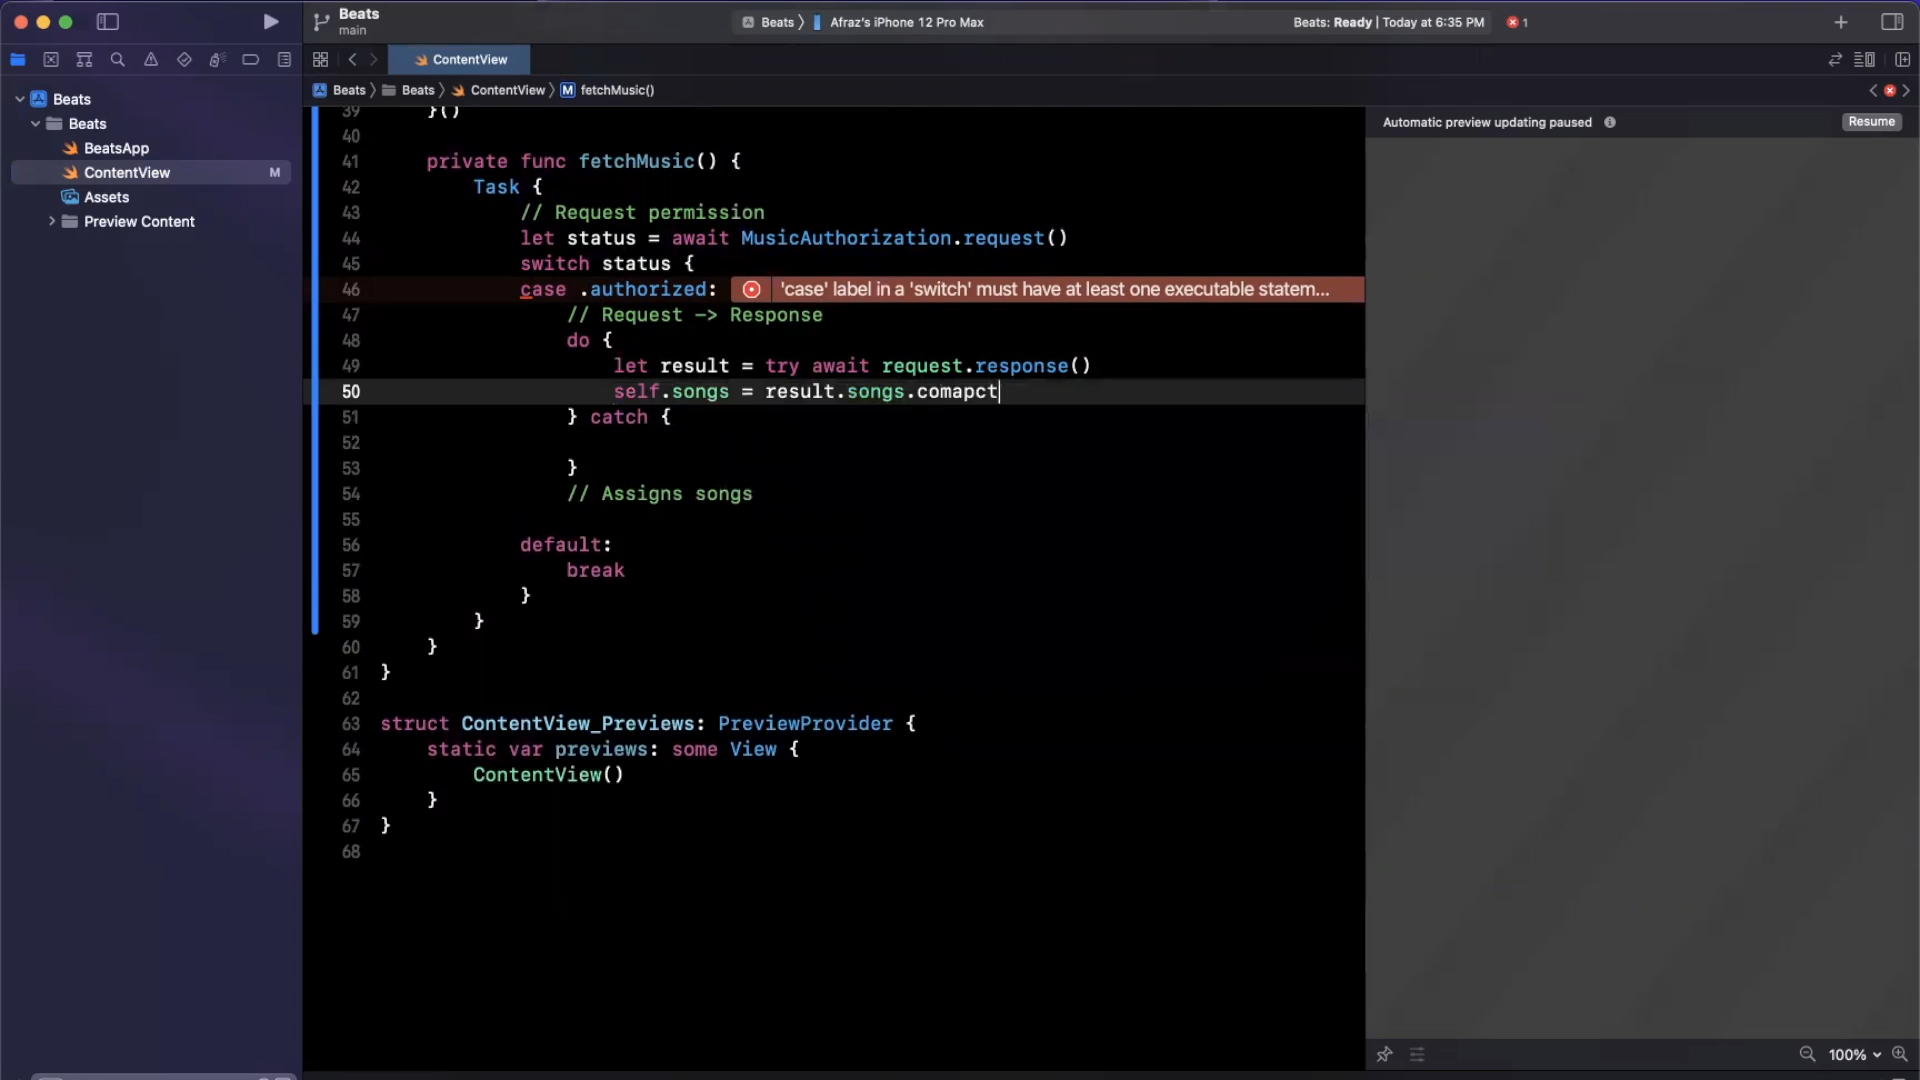 Beats
main
Beats
Afraz's iPhone 12 Pro Max
Beats: Ready | Today at 6:35 PM
1
ContentView
Beats
Beats
ContentView
M
fetchMusic()
Beats
Beats
BeatsApp
ContentView
M
Assets
Preview Content
Automatic preview updating paused
Resume
39     }()
40
41     private func fetchMusic() {
42         Task {
43             // Request permission
44             let status = await MusicAuthorization.request()
45             switch status {
46             case .authorized:
'case' label in a 'switch' must have at least one executable statem...
47                 // Request -> Response
48                 do {
49                     let result = try await request.response()
50                     self.songs = result.songs.comapct
51                 } catch {
52
53                 }
54                 // Assigns songs
55
56             default:
57                 break
58             }
59         }
60     }
61 }
62
63 struct ContentView_Previews: PreviewProvider {
64     static var previews: some View {
65         ContentView()
66     }
67 }
68
100%